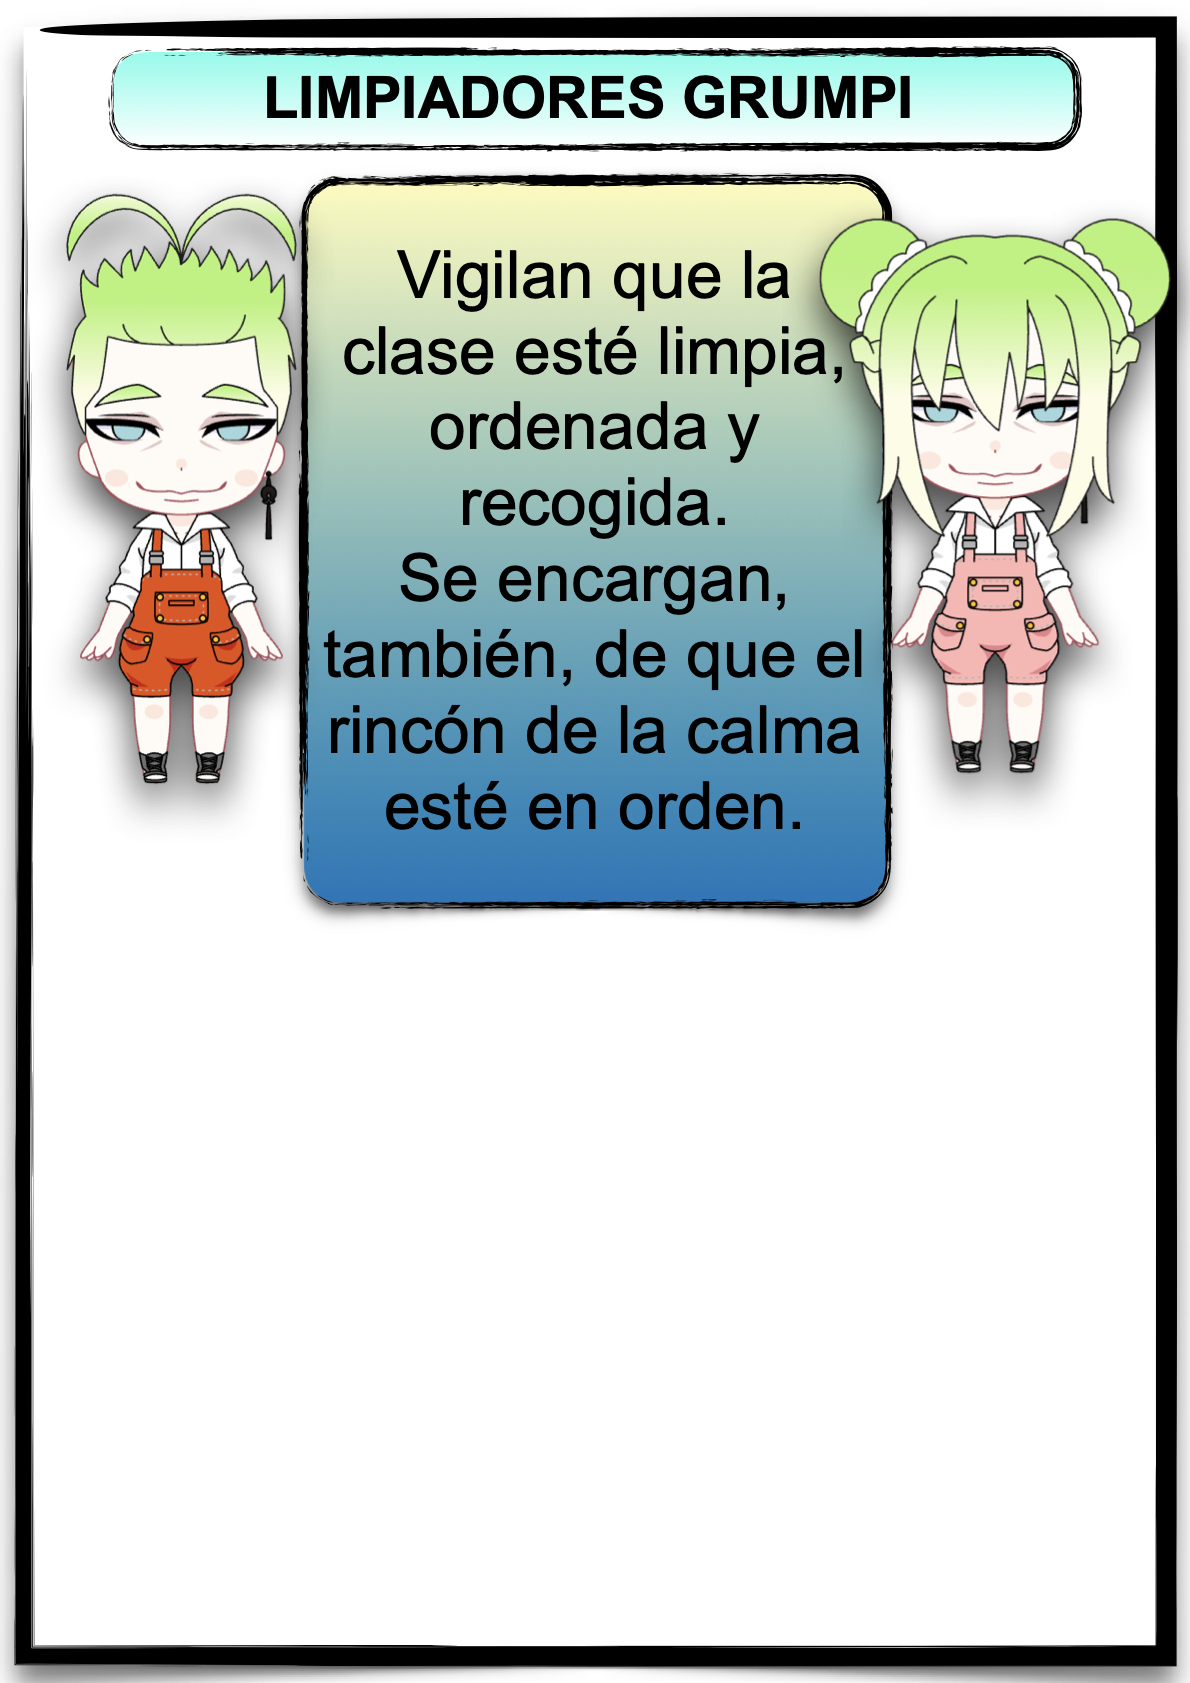 LIMPIADORES GRUMPI
Vigilan que la
clase esté limpia,
ordenada y
recogida.
Se encargan,
también, de que el
rincón de la calma
esté en orden.